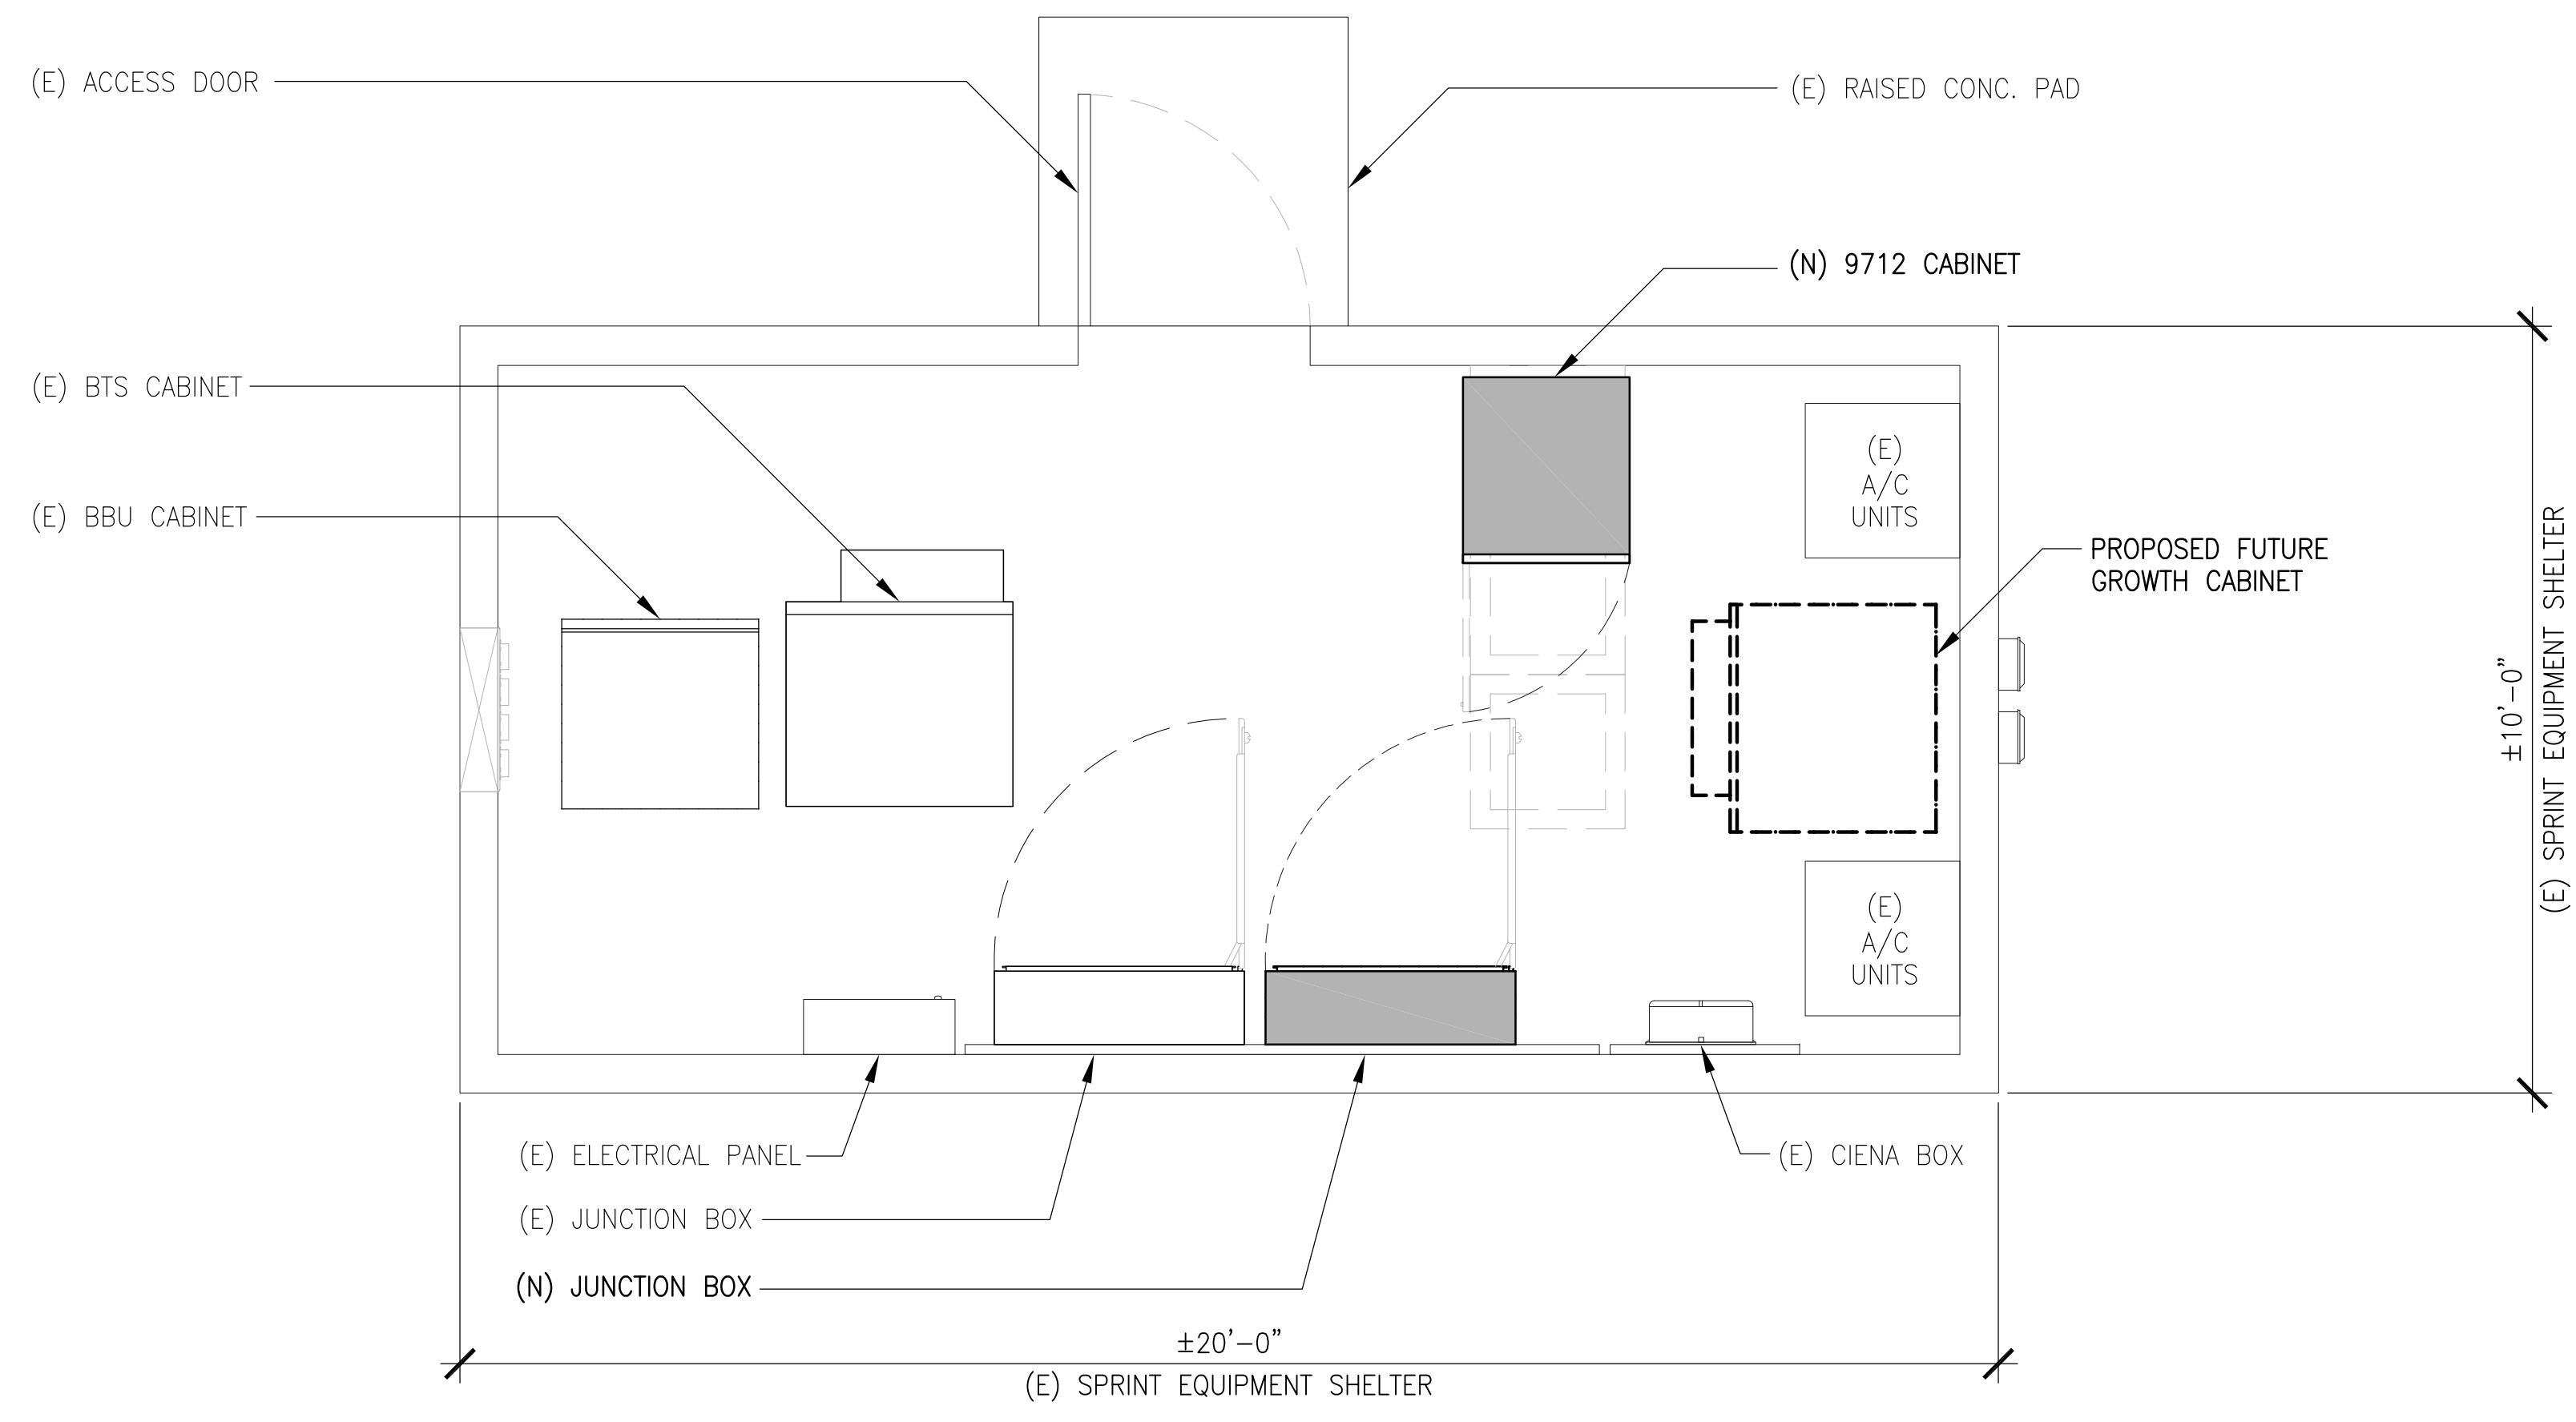 (E) ACCESS DOOR
(E) RAISED CONC. PAD
(N) 9712 CABINET
(E) BTS CABINET
(E) BBU CABINET
(E)
A/C
UNITS
PROPOSED FUTURE
GROWTH CABINET
±10'-0"
(E) SPRINT EQUIPMENT SHELTER
(E)
A/C
UNITS
(E) ELECTRICAL PANEL
(E) CIENA BOX
(E) JUNCTION BOX
(N) JUNCTION BOX
±20'-0"
(E) SPRINT EQUIPMENT SHELTER